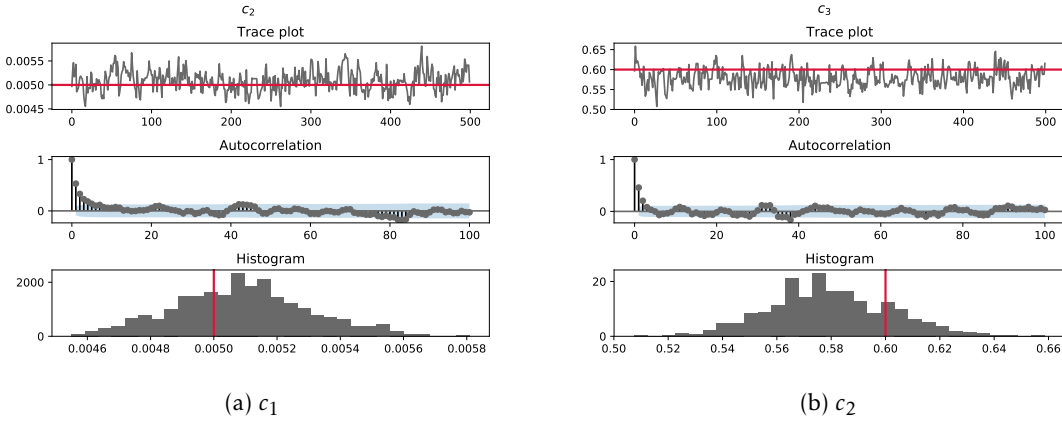 c2
Trace plot
0.0055
0.0050
0.0045
0 100 200 300 400 500
Autocorrelation
1
0
0 20 40 60 80 100
Histogram
2000
0
0.0046 0.0048 0.0050 0.0052 0.0054 0.0056 0.0058
(a) c1
c3
Trace plot
0.65
0.60
0.55
0.50
0 100 200 300 400 500
Autocorrelation
1
0
0 20 40 60 80 100
Histogram
20
0
0.50 0.52 0.54 0.56 0.58 0.60 0.62 0.64 0.66
(b) c2